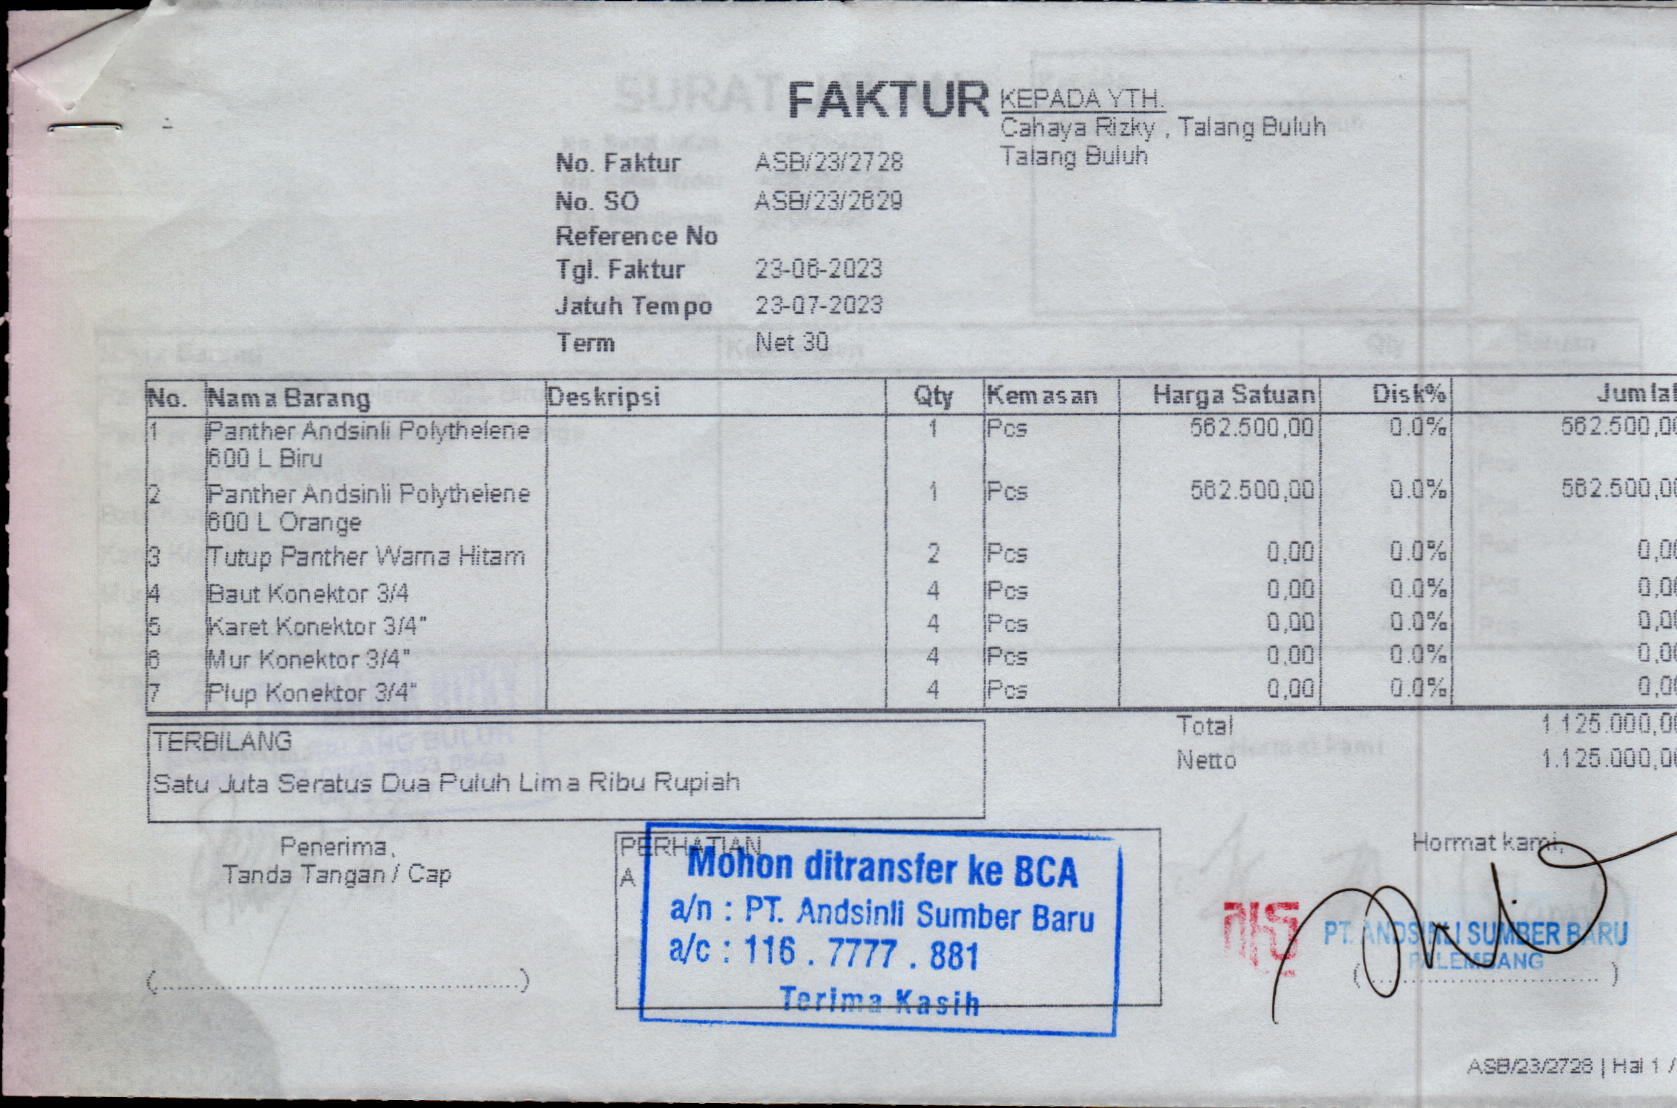 FAKTUR
KEPADA YTH.
Cahaya Rizky , Talang Buluh
Talang Buluh
No. Faktur ASB/23/2728
No. SO ASB/23/2829
Reference No
Tgl. Faktur 23-06-2023
Jatuh Tempo 23-07-2023
Term Net 30
No. Nama Barang Deskripsi Qty Kemasan Harga Satuan Disk% Jumlah
1 Panther Andsinli Polythelene 1 Pcs 562.500,00 0.0% 562.500,00
600 L Biru
2 Panther Andsinli Polythelene 1 Pcs 562.500,00 0.0% 562.500,00
600 L Orange
3 Tutup Panther Warna Hitam 2 Pcs 0,00 0.0% 0,00
4 Baut Konektor 3/4 4 Pcs 0,00 0.0% 0,00
5 Karet Konektor 3/4" 4 Pcs 0,00 0.0% 0,00
6 Mur Konektor 3/4" 4 Pcs 0,00 0.0% 0,00
7 Plup Konektor 3/4" 4 Pcs 0,00 0.0% 0,00
Total 1.125.000,00
Netto 1.125.000,00
TERBILANG
Satu Juta Seratus Dua Puluh Lima Ribu Rupiah
Penerima,
Tanda Tangan / Cap
PERHATIAN
A
Mohon ditransfer ke BCA
a/n : PT. Andsinli Sumber Baru
a/c : 116 . 7777 . 881
Terima Kasih
Hormat kami,
PT. ANDSINLI SUMBER BARU
PALEMBANG
ASB/23/2728 | Hal 1 /